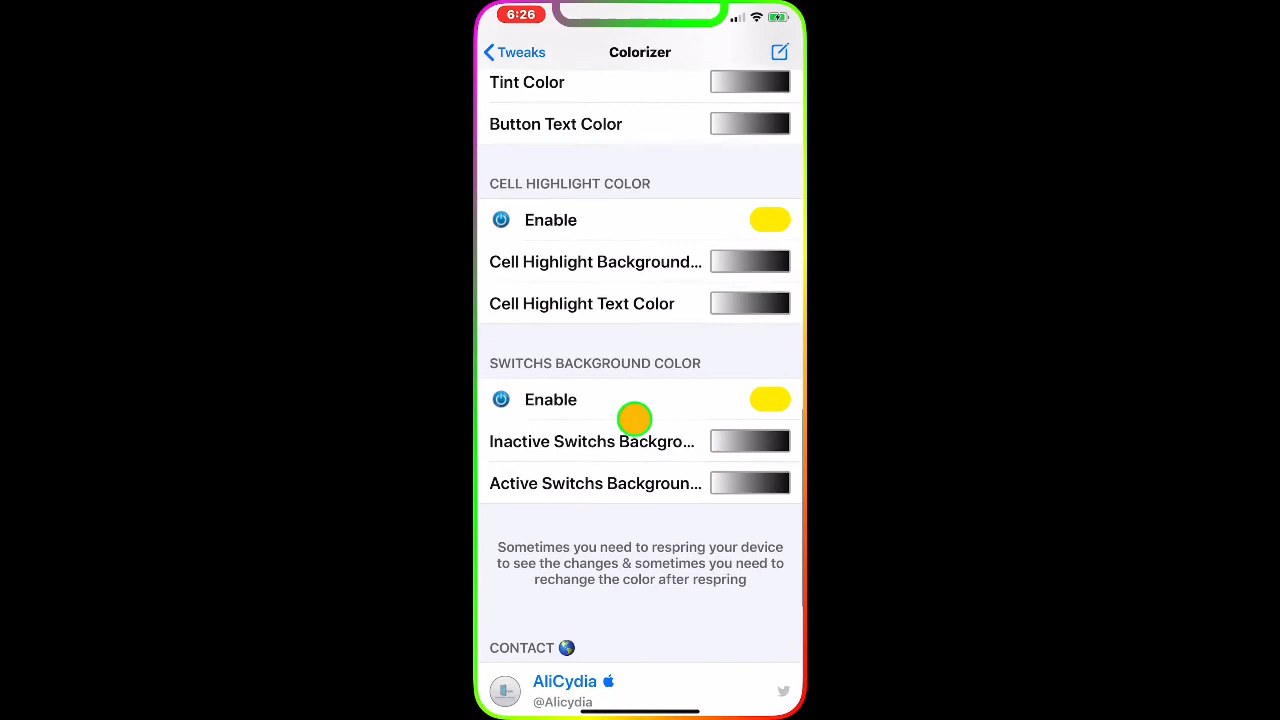 6:26
Tweaks
Colorizer
Tint Color
Button Text Color
CELL HIGHLIGHT COLOR
Enable
Cell Highlight Background...
Cell Highlight Text Color
SWITCHS BACKGROUND COLOR
Enable
Inactive Switchs Backgro...
Active Switchs Backgroun...
Sometimes you need to respring your device
to see the changes & sometimes you need to
rechange the color after respring
CONTACT
AliCydia
@Alicydia